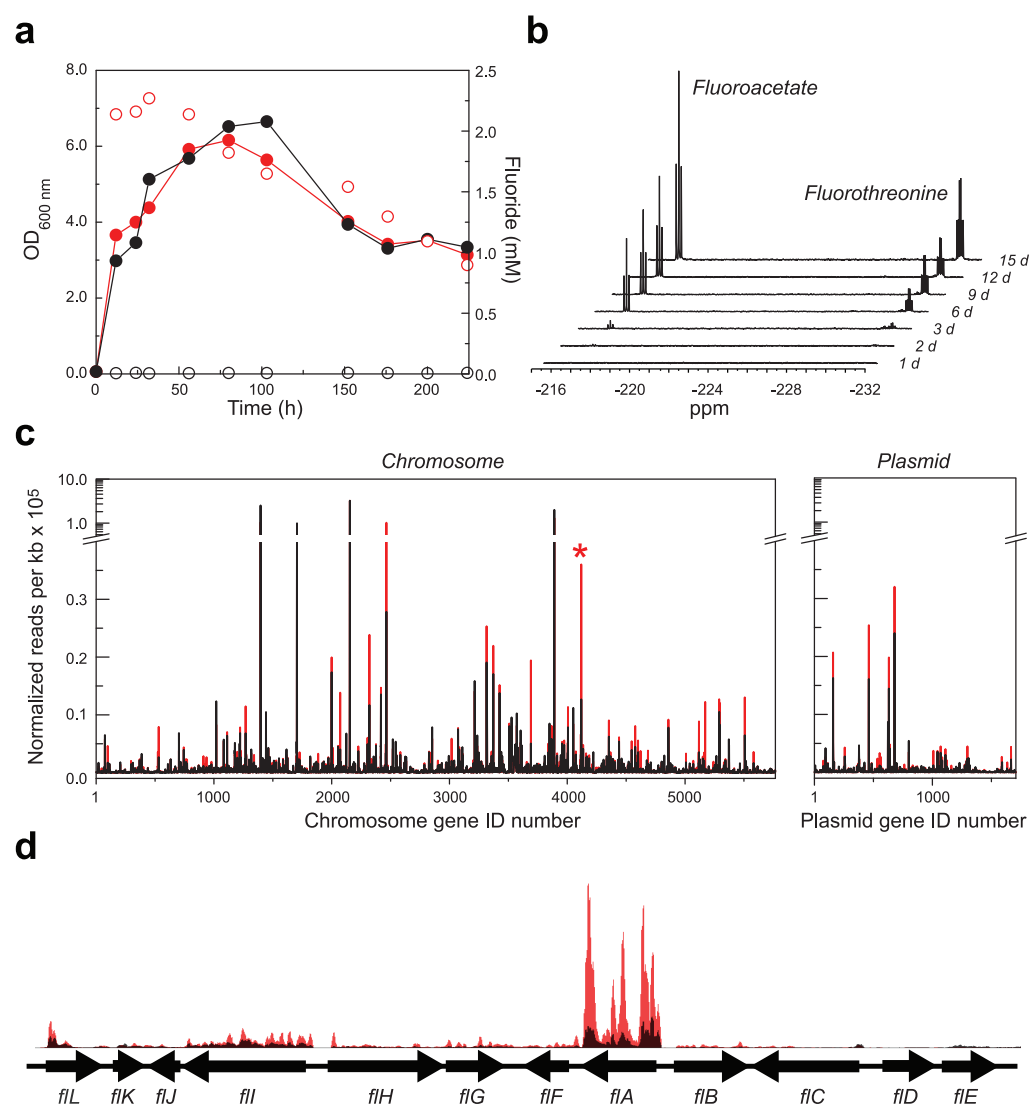 a
8.0
6.0
4.0
2.0
0.0
OD600 nm
2.5
2.0
1.5
1.0
0.5
0.0
Fluoride (mM)
0
50
100
150
200
Time (h)
b
Fluoroacetate
Fluorothreonine
15 d
12 d
9 d
6 d
3 d
2 d
1 d
-216
-220
-224
-228
-232
ppm
c
Chromosome
Plasmid
10.0
1.0
0.3
0.2
0.1
0.0
Normalized reads per kb x 10⁵
*
1
1000
2000
3000
4000
5000
Chromosome gene ID number
1
1000
Plasmid gene ID number
d
flL
flK
flJ
flI
flH
flG
flF
flA
flB
flC
flD
flE